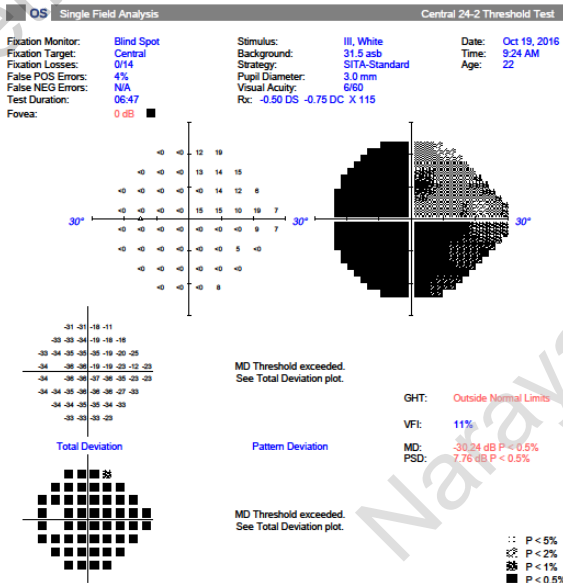 OS Single Field Analysis Central 24-2 Threshold Test
Fixation Monitor: Blind Spot Stimulus: III, White Date: Oct 19, 2016
Fixation Target: Central Background: 31.5 asb Time: 9:24 AM
Fixation Losses: 0/14 Strategy: SITA-Standard Age: 22
False POS Errors: 4% Pupil Diameter: 3.0 mm
False NEG Errors: N/A Visual Acuity: 6/60
Test Duration: 06:47 Rx: -0.50 DS -0.75 DC X 115
Fovea: 0 dB
<0 <0 12 19
<0 <0 <0 13 14 15
<0 <0 <0 <0 <0 14 12 6
<0 <0 <0 <0 15 15 10 19 7
30° 30° 30°
<0 <0 <0 <0 <0 <0 <0 9 7
<0 <0 <0 <0 <0 <0 5 <0
<0 <0 <0 <0 <0 <0
<0 <0 <0 8
-31 -31 -18 -11
-33 -33 -34 -19 -18 -16
-33 -34 -35 -35 -35 -19 -20 -25
-34 -36 -36 -19 -19 -23 -12 -23
-34 -36 -36 -37 -36 -35 -23 -23
-34 -34 -35 -36 -36 -36 -27 -33
-34 -34 -35 -35 -34 -33
-33 -33 -33 -23
MD Threshold exceeded.
See Total Deviation plot.
GHT: Outside Normal Limits
VFI: 11%
Total Deviation Pattern Deviation
MD: -30.24 dB P < 0.5%
PSD: 7.76 dB P < 0.5%
MD Threshold exceeded.
See Total Deviation plot.
P < 5%
P < 2%
P < 1%
P < 0.5%
Naraya